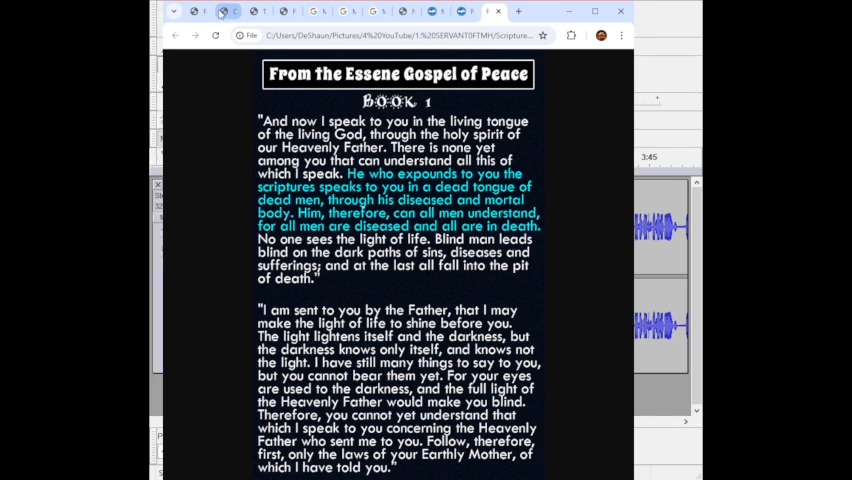 File
C:/Users/DeShaun/Pictures/4%20YouTube/1.%20SERVANT0FTMH/Scripture...
From the Essene Gospel of Peace
BOOK 1
"And now I speak to you in the living tongue
of the living God, through the holy spirit of
our Heavenly Father. There is none yet
among you that can understand all this of
which I speak. He who expounds to you the
scriptures speaks to you in a dead tongue of
dead men, through his diseased and mortal
body. Him, therefore, can all men understand,
for all men are diseased and all are in death.
No one sees the light of life. Blind man leads
blind on the dark paths of sins, diseases and
sufferings; and at the last all fall into the pit
of death."
"I am sent to you by the Father, that I may
make the light of life to shine before you.
The light lightens itself and the darkness, but
the darkness knows only itself, and knows not
the light. I have still many things to say to you,
but you cannot bear them yet. For your eyes
are used to the darkness, and the full light of
the Heavenly Father would make you blind.
Therefore, you cannot yet understand that
which I speak to you concerning the Heavenly
Father who sent me to you. Follow, therefore,
first, only the laws of your Earthly Mother, of
which I have told you."
3:45